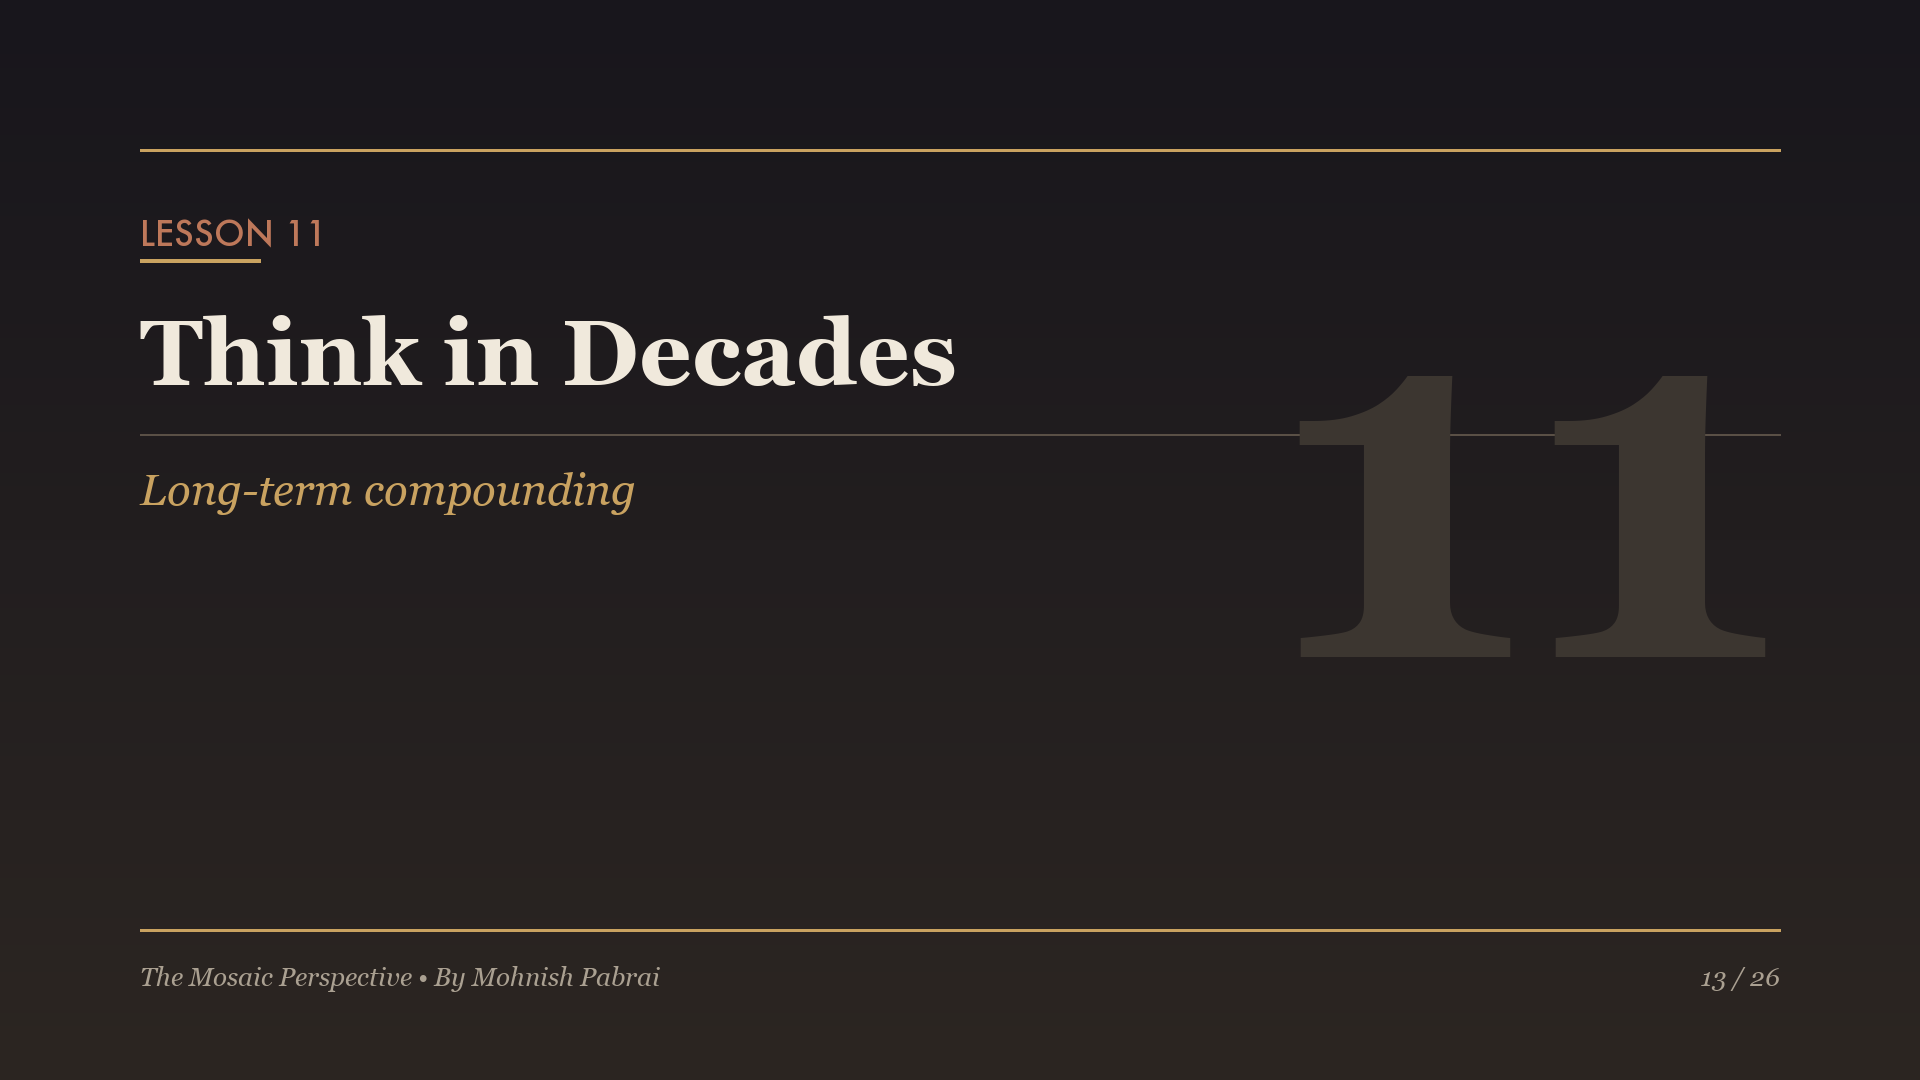 LESSON 11
Think in Decades
11
Long-term compounding
The Mosaic Perspective • By Mohnish Pabrai
13 / 26